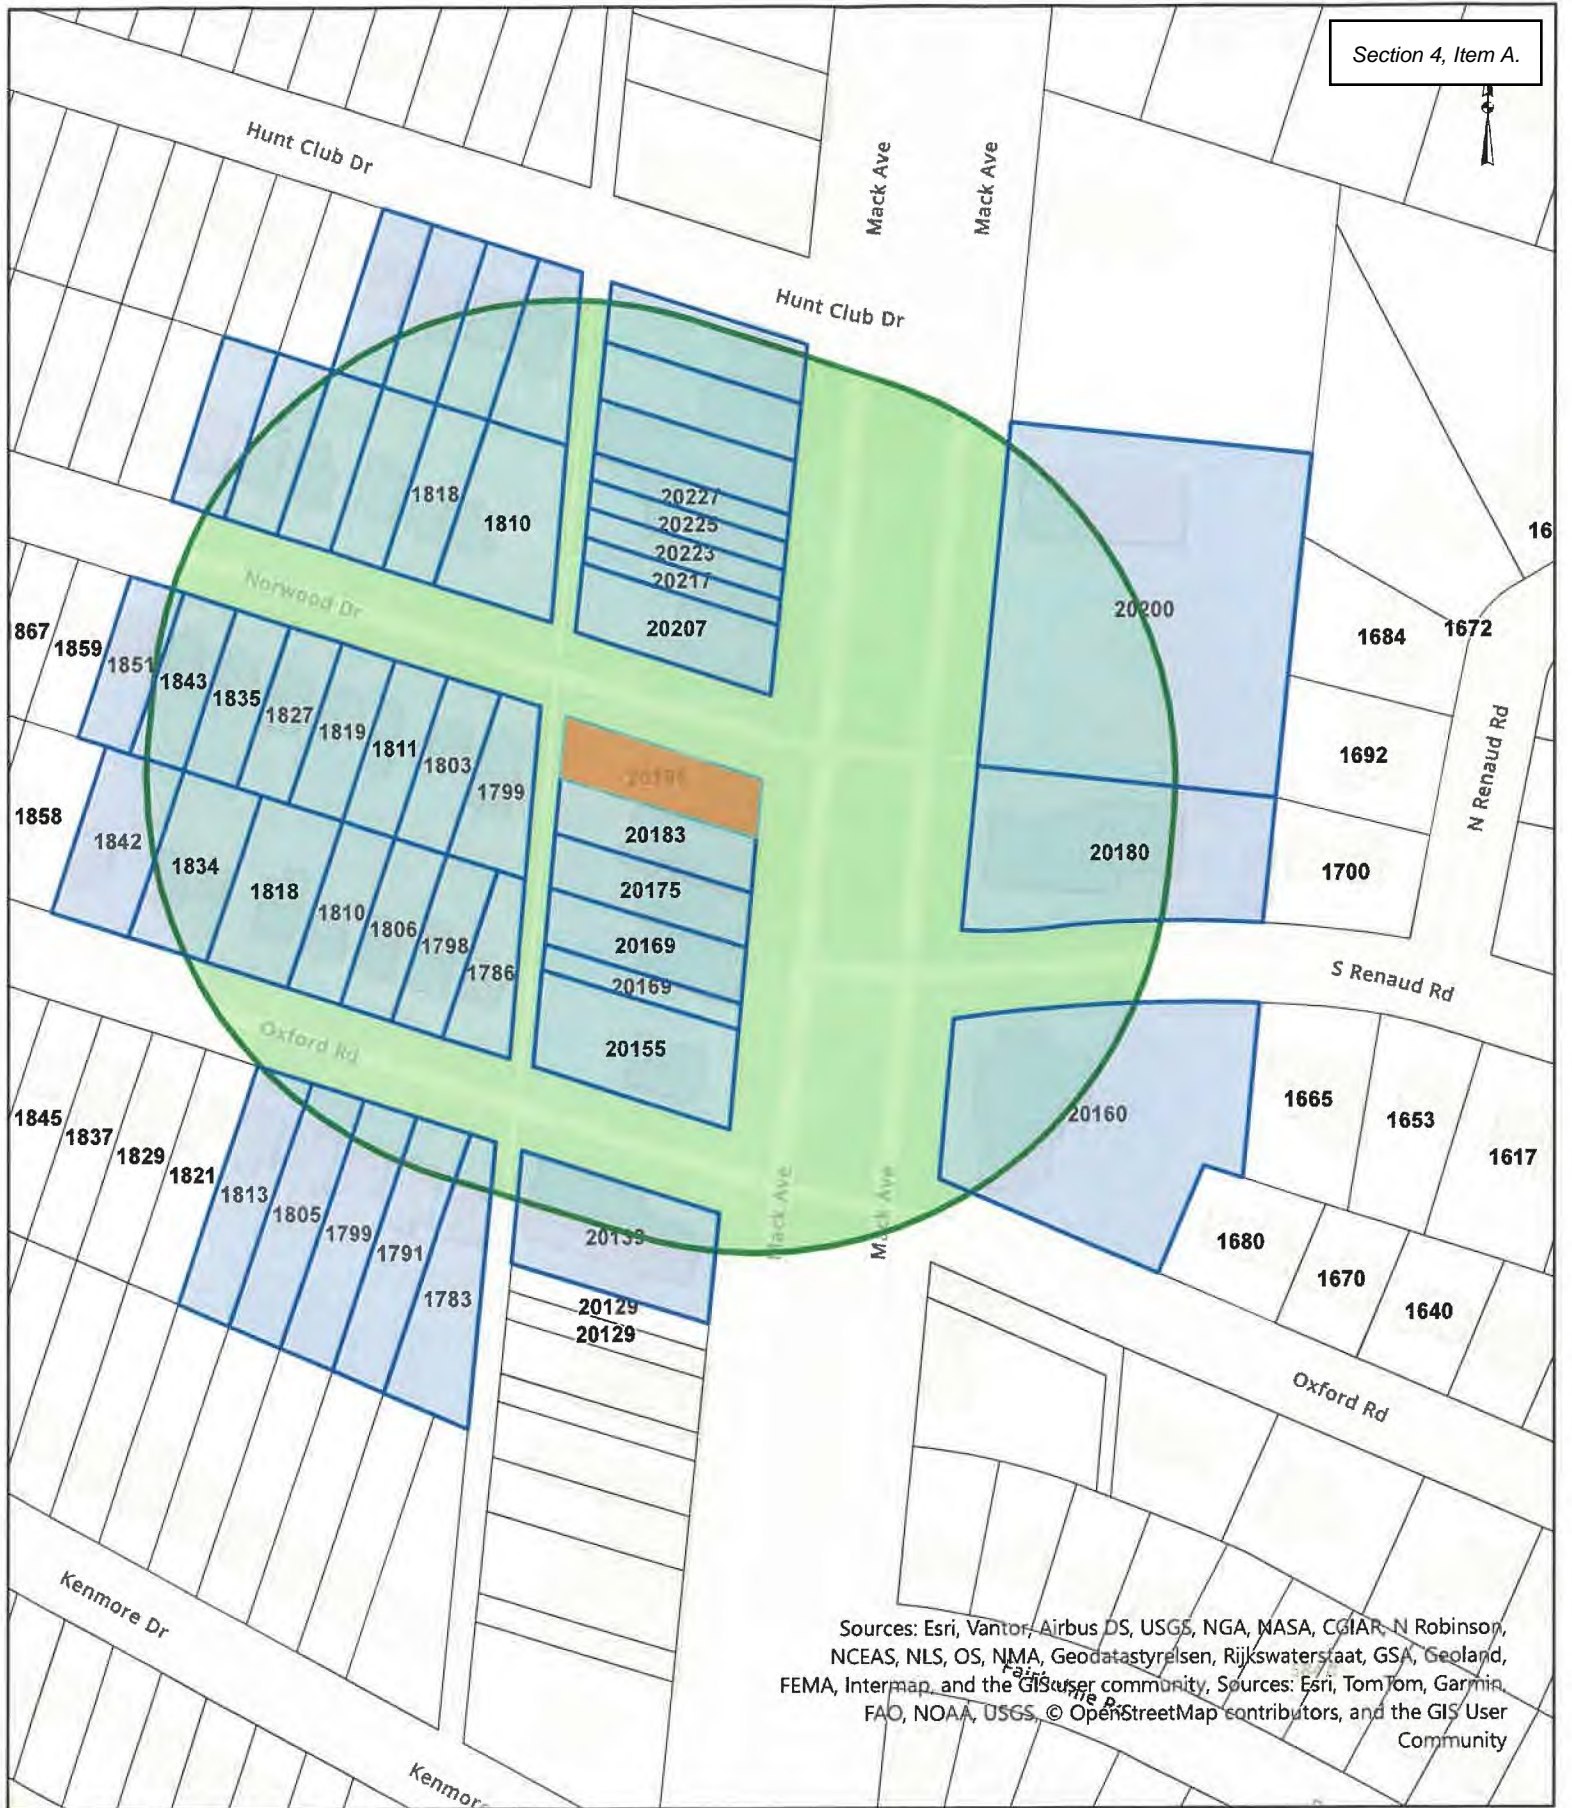 Section 4, Item A.
Hunt Club Dr
Mack Ave
Mack Ave
Hunt Club Dr
1818
1810
20227
20225
20223
20217
20207
20200
16
1684
1672
1692
1700
N Renaud Rd
Norwood Dr
867
1859
1851
1843
1835
1827
1819
1811
1803
1799
20183
20175
20169
20169
20155
20180
1858
1842
1834
1818
1810
1806
1798
1786
S Renaud Rd
Oxford Rd
1845
1837
1829
1821
1813
1805
1799
1791
1783
20160
1665
1653
1617
1680
1670
1640
Mack Ave
Mack Ave
20129
20129
Oxford Rd
Kenmore Dr
Kenmore
Sources: Esri, Vantor, Airbus DS, USGS, NGA, NASA, CGIAR, N Robinson,
NCEAS, NLS, OS, NMA, Geodatastyrelsen, Rijkswaterstaat, GSA, Geoland,
FEMA, Intermap, and the GIS user community, Sources: Esri, TomTom, Garmin,
FAO, NOAA, USGS, © OpenStreetMap contributors, and the GIS User
Community